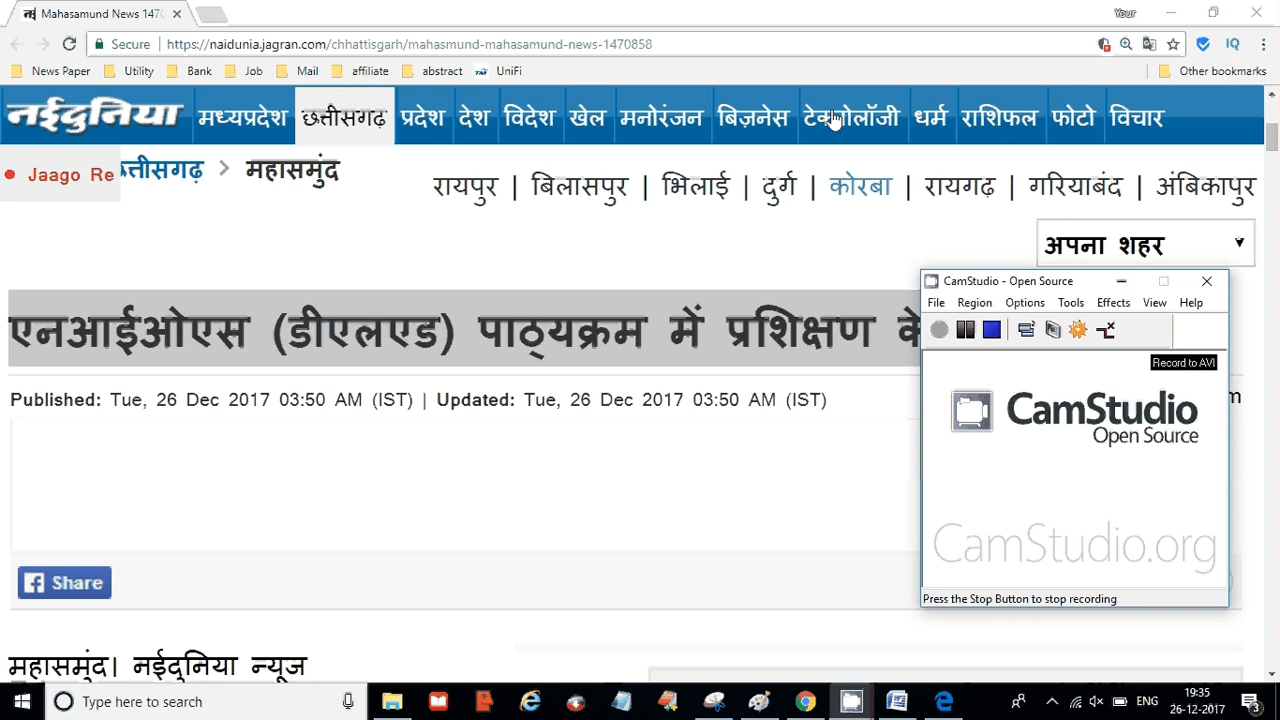 Mahasamund News 1470
Your
Secure
https://naidunia.jagran.com/chhattisgarh/mahasmund-mahasamund-news-1470858
IQ
News Paper Utility Bank Job Mail affiliate abstract UniFi Other bookmarks
नईदुनिया मध्यप्रदेश छत्तीसगढ़ प्रदेश देश विदेश खेल मनोरंजन बिज़नेस टेक्नोलॉजी धर्म राशिफल फोटो विचार
Jaago Re
छत्तीसगढ़ > महासमुंद
रायपुर | बिलासपुर | भिलाई | दुर्ग | कोरबा | रायगढ़ | गरियाबंद | अंबिकापुर
अपना शहर
एनआईओएस (डीएलएड) पाठ्यक्रम में प्रशिक्षण के
CamStudio - Open Source
File Region Options Tools Effects View Help
Record to AVI
CamStudio
Open Source
CamStudio.org
Press the Stop Button to stop recording
Published: Tue, 26 Dec 2017 03:50 AM (IST) | Updated: Tue, 26 Dec 2017 03:50 AM (IST)
Share
महासमुंद। नईदुनिया न्यूज
Type here to search
ENG
19:35
26-12-2017
3